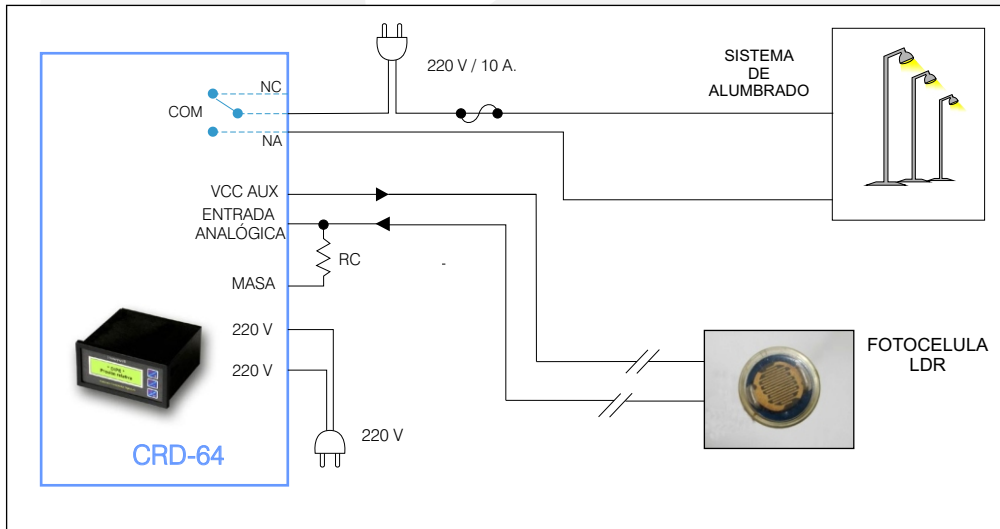 NC
COM
NA
220 V / 10 A.
SISTEMA
DE
ALUMBRADO
VCC AUX
ENTRADA
ANALÓGICA
RC
-
MASA
220 V
220 V
220 V
CRD-64
FOTOCELULA
LDR